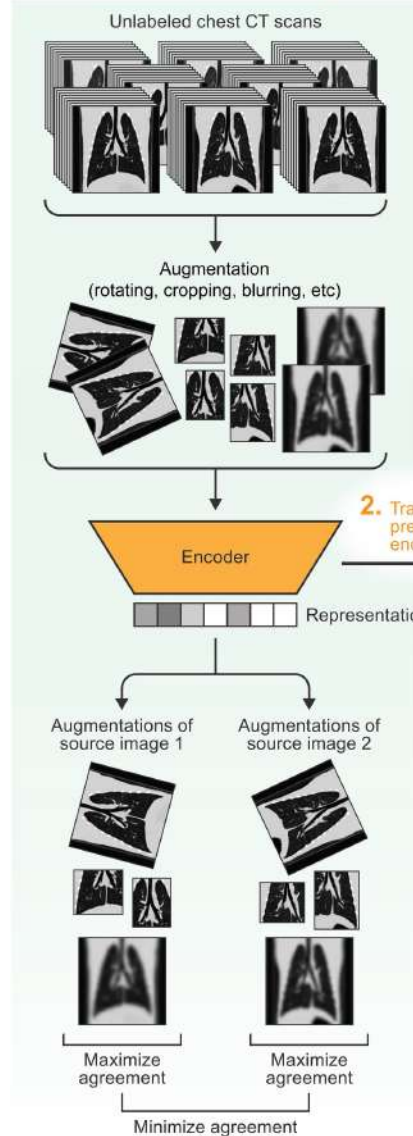 Unlabeled chest CT scans
Augmentation
(rotating, cropping, blurring, etc)
2.
Encoder
Augmentations of
source image 1
Augmentations of
source image 2
Maximize
agreement
Maximize
agreement
Minimize agreement